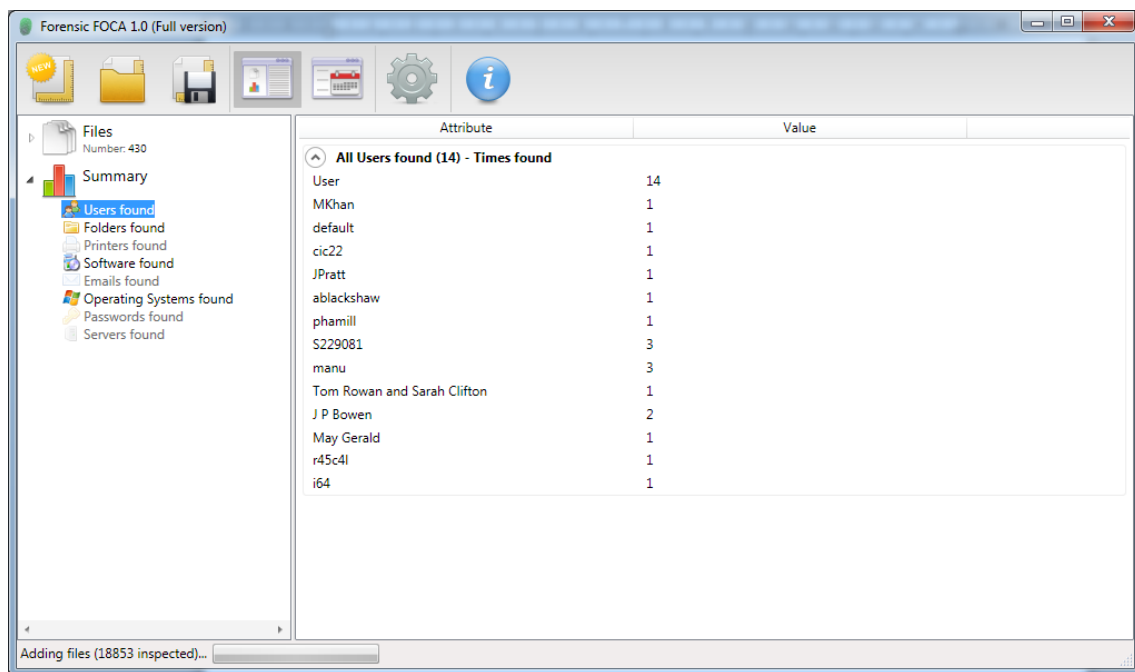 Forensic FOCA 1.0 (Full version)
NEW
Files
Number: 430
Summary
Users found
Folders found
Printers found
Software found
Emails found
Operating Systems found
Passwords found
Servers found
Attribute Value
All Users found (14) - Times found
User 14
MKhan 1
default 1
cic22 1
JPratt 1
ablackshaw 1
phamill 1
S229081 3
manu 3
Tom Rowan and Sarah Clifton 1
J P Bowen 2
May Gerald 1
r45c4l 1
i64 1
Adding files (18853 inspected)...